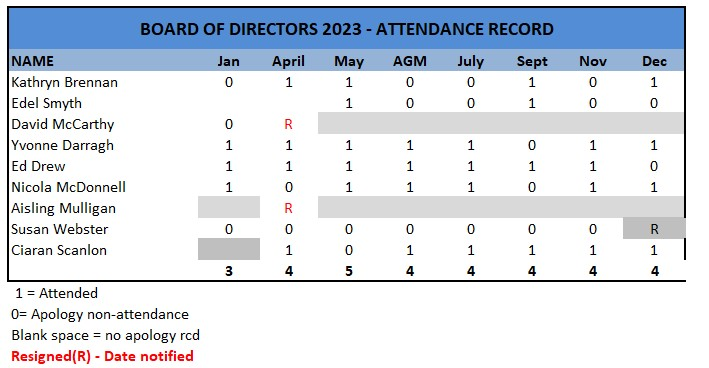 BOARD OF DIRECTORS 2023 - ATTENDANCE RECORD
NAME Jan April May AGM July Sept Nov Dec
Kathryn Brennan 0 1 1 0 0 1 0 1
Edel Smyth 1 0 0 1 0 0
David McCarthy 0 R
Yvonne Darragh 1 1 1 1 1 0 1 1
Ed Drew 1 1 1 1 1 1 1 0
Nicola McDonnell 1 0 1 1 1 0 1 1
Aisling Mulligan R
Susan Webster 0 0 0 0 0 0 0 R
Ciaran Scanlon 1 0 1 1 1 1 1
3 4 5 4 4 4 4 4
1 = Attended
0= Apology non-attendance
Blank space = no apology rcd
Resigned(R) - Date notified